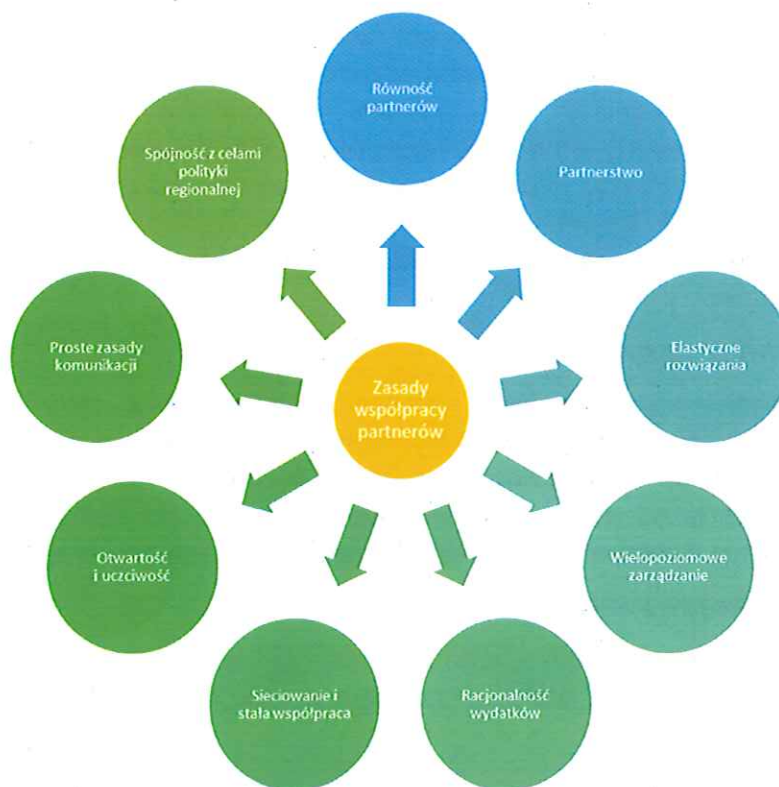 Równość
partnerów
Partnerstwo
Elastyczne
rozwiązania
Wielopoziomowe
zarządzanie
Racjonalność
wydatków
Sieciowanie i
stała współpraca
Otwartość
i uczciwość
Proste zasady
komunikacji
Spójność z celami
polityki
regionalnej
Zasady
współpracy
partnerów